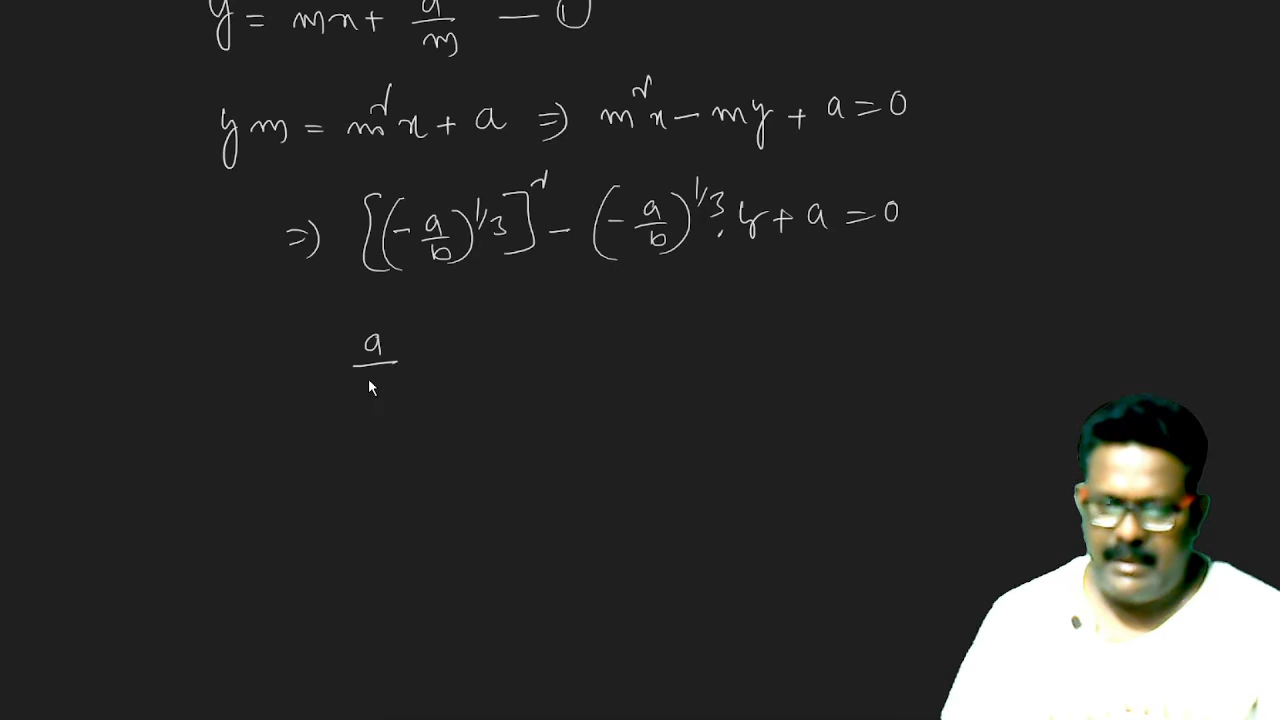 y = mx + a/m — ①
ym = m²x + a ⇒ m²x − my + a = 0
⇒ [(−a/b)^1/3]² − (−a/b)^1/3 . y + a = 0
a/